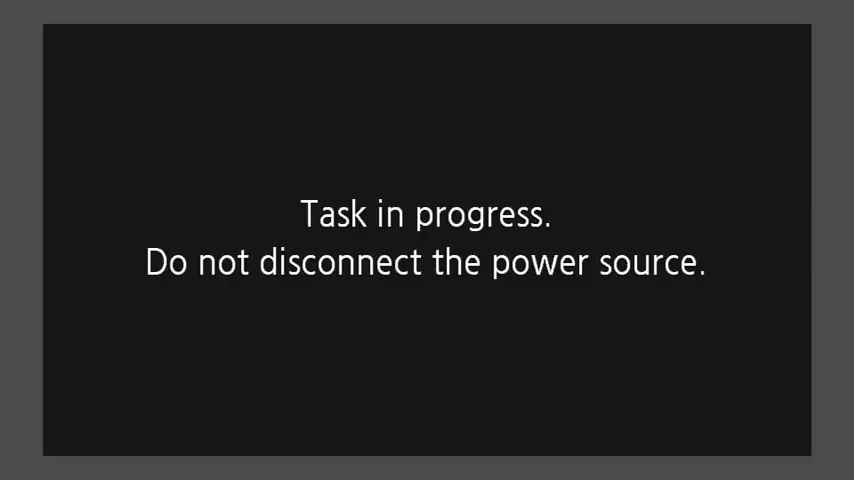 Task in progress.
Do not disconnect the power source.